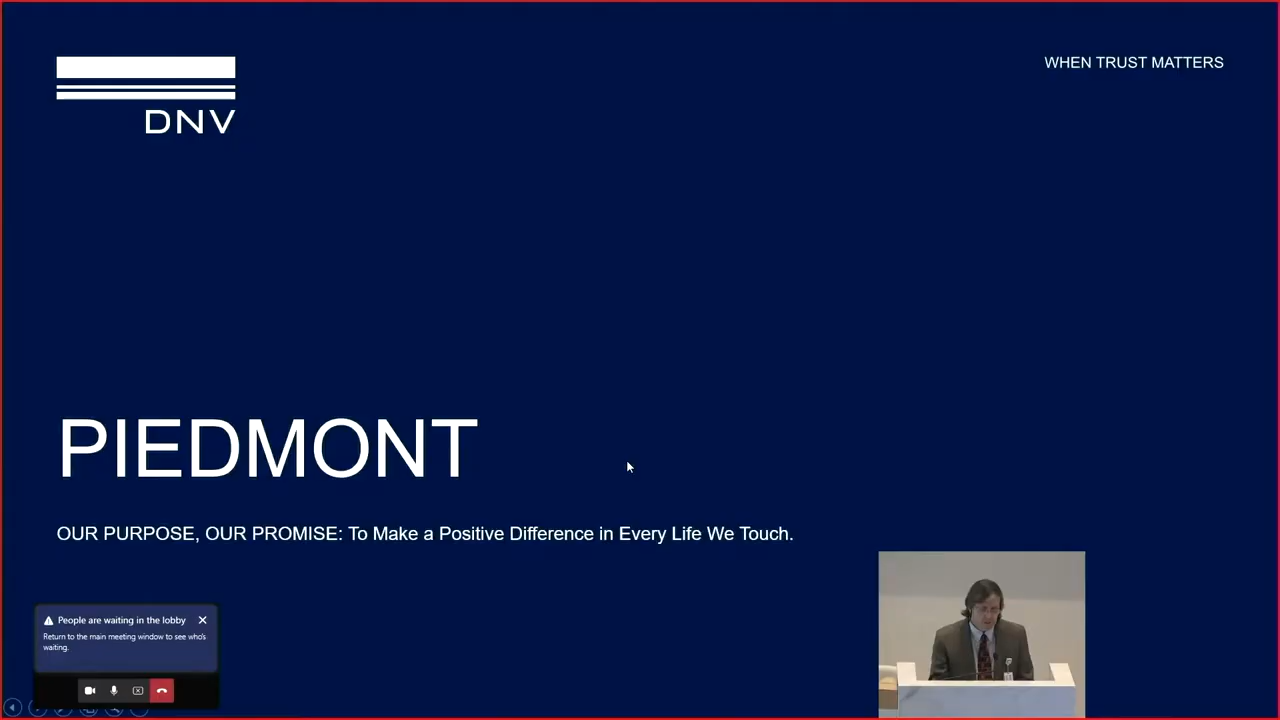 DNV
WHEN TRUST MATTERS
PIEDMONT
OUR PURPOSE, OUR PROMISE: To Make a Positive Difference in Every Life We Touch.
People are waiting in the lobby
Return to the main meeting window to see who's
waiting.